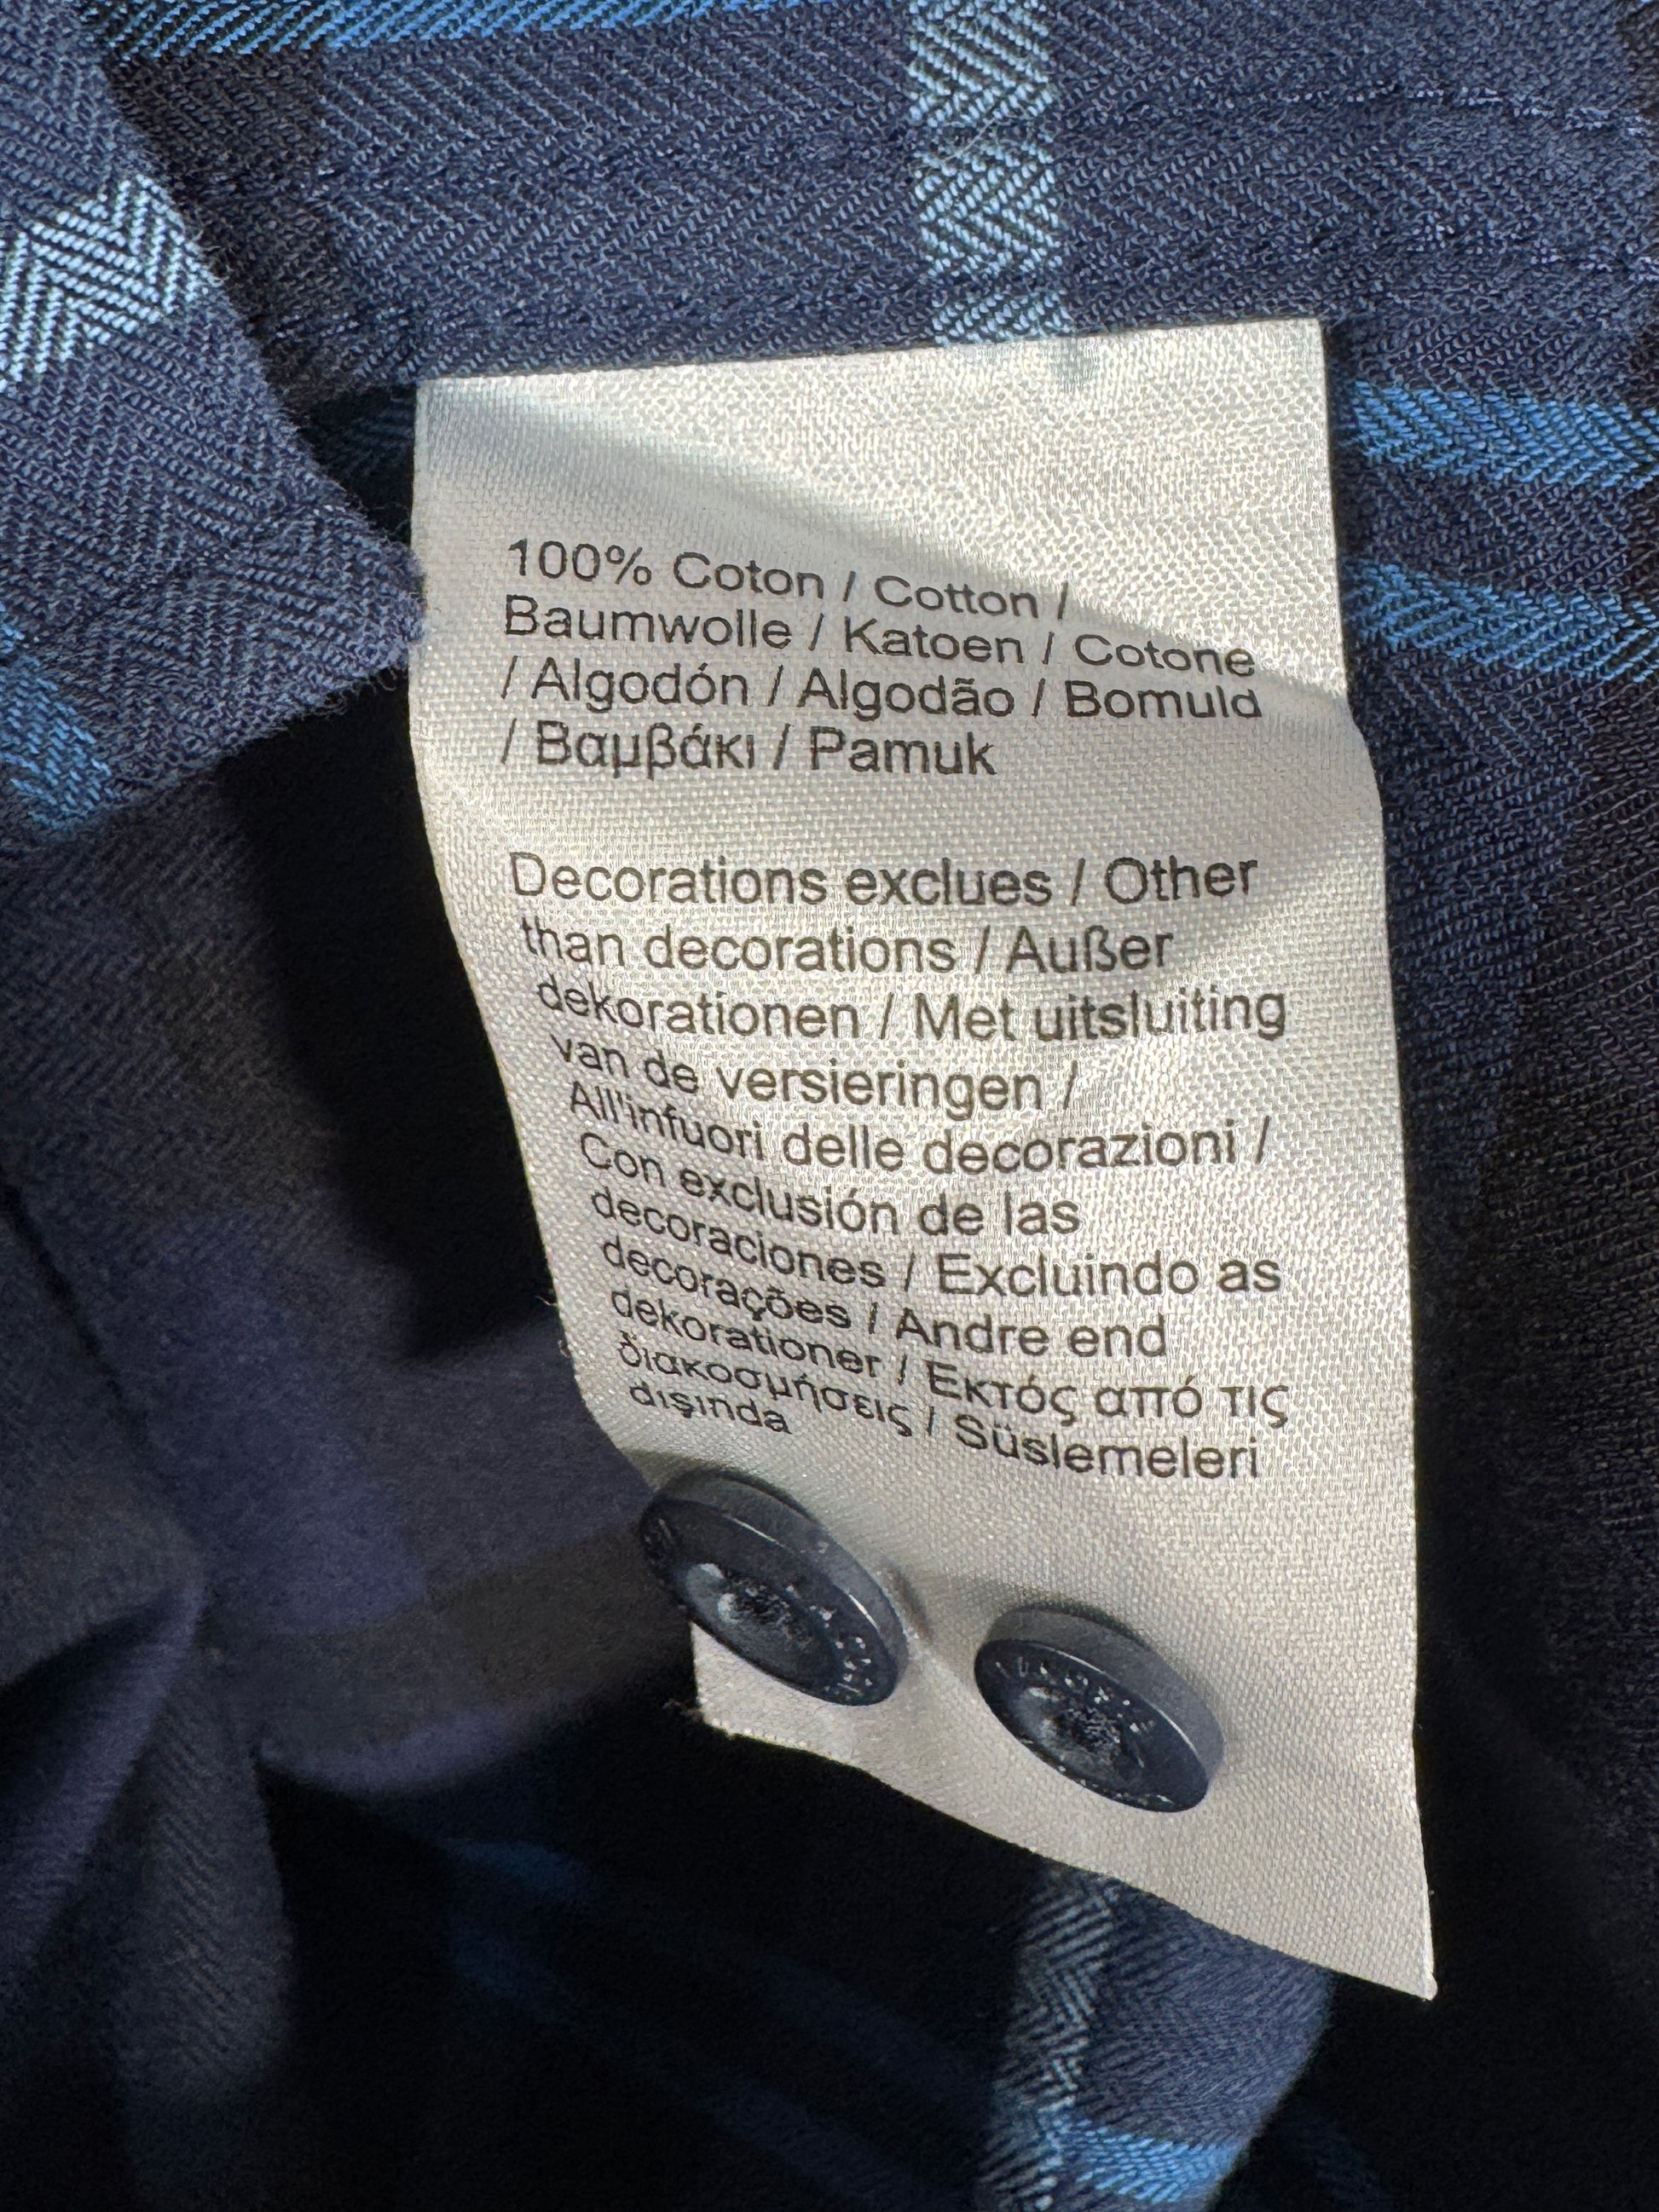 100% Coton / Cotton /
Baumwolle / Katoen / Cotone
/ Algodón / Algodão / Bomuld
/ Βαμβάκι / Pamuk
Decorations exclues / Other
than decorations / Außer
dekorationen / Met uitsluiting
van de versieringen /
All'infuori delle decorazioni /
Con exclusión de las
decoraciones / Excluindo as
decorações / Andre end
dekorationer / Εκτός από τις
διακοσμήσεις / Süslemeleri
dışında